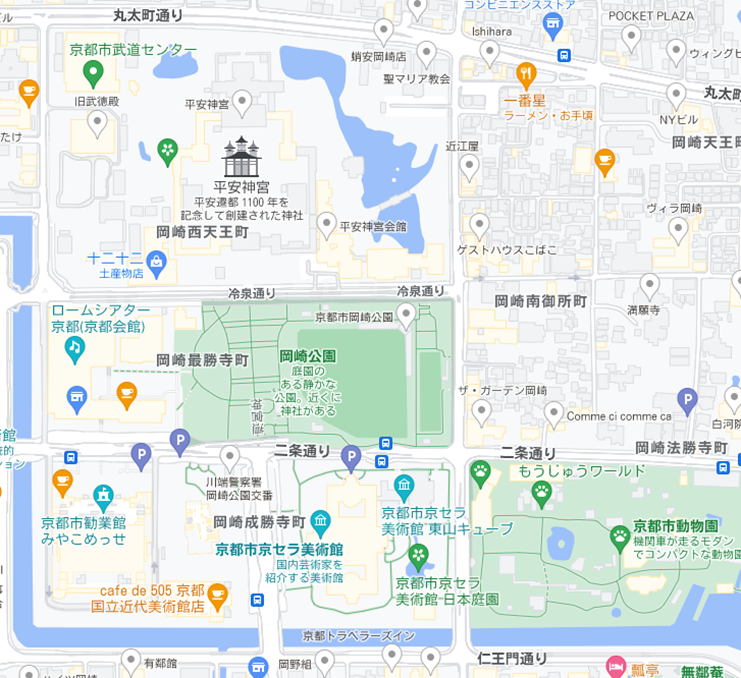 コンビニエンスストア
丸太町通り
POCKET PLAZA
Ishihara
京都市武道センター
蛸安岡崎店
聖マリア教会
ウィングヒ
丸太町
旧武徳殿
平安神宮
一番星
ラーメン・お手頃
NYビル
たけ
近江屋
岡崎天王町
平安神宮
平安遷都 1100 年を
記念して創建された神社
平安神宮会館
岡崎西天王町
ヴィラ岡崎
ゲストハウスこばこ
十二十二
土産物店
冷泉通り
冷泉通り
岡崎南御所町
満願寺
ロームシアター
京都(京都会館)
京都市岡崎公園
岡崎最勝寺町
岡崎公園
庭園の
ある静かな
公園。近くに
神社がある
ザ・ガーデン岡崎
Comme ci comme ca
白河院
神宮道
二条通り
二条通り
岡崎法勝寺町
川端警察署
岡崎公園交番
もうじゅうワールド
京都市勧業館
みやこめっせ
岡崎成勝寺町
京都市京セラ
美術館 東山キューブ
京都市動物園
機関車が走るモダン
でコンパクトな動物園
京都市京セラ美術館
国内芸術家を
紹介する美術館
京都市京セラ
美術館 日本庭園
cafe de 505 京都
国立近代美術館店
京都トラベラーズイン
有鄰館
岡野組
仁王門通り
瓢亭
無鄰菴